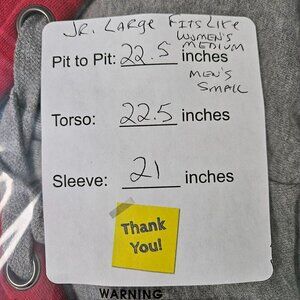 JR. LARGE FITS LIKE
WOMEN'S
MEDIUM
Pit to Pit: 22.5 inches
MEN'S
SMALL
Torso: 22.5 inches
Sleeve: 21 inches
Thank
You!
WARNING